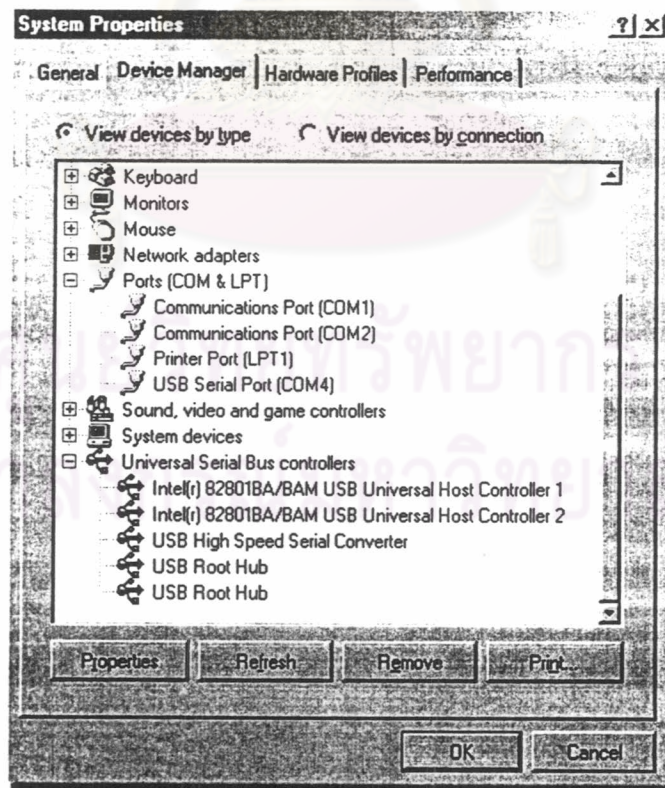 System Properties
General Device Manager Hardware Profiles Performance
View devices by type View devices by connection
Keyboard
Monitors
Mouse
Network adapters
Ports (COM & LPT)
Communications Port (COM1)
Communications Port (COM2)
Printer Port (LPT1)
USB Serial Port (COM4)
Sound, video and game controllers
System devices
Universal Serial Bus controllers
Intel(r) 82801BA/BAM USB Universal Host Controller 1
Intel(r) 82801BA/BAM USB Universal Host Controller 2
USB High Speed Serial Converter
USB Root Hub
USB Root Hub
Properties Refresh Remove Print...
OK Cancel